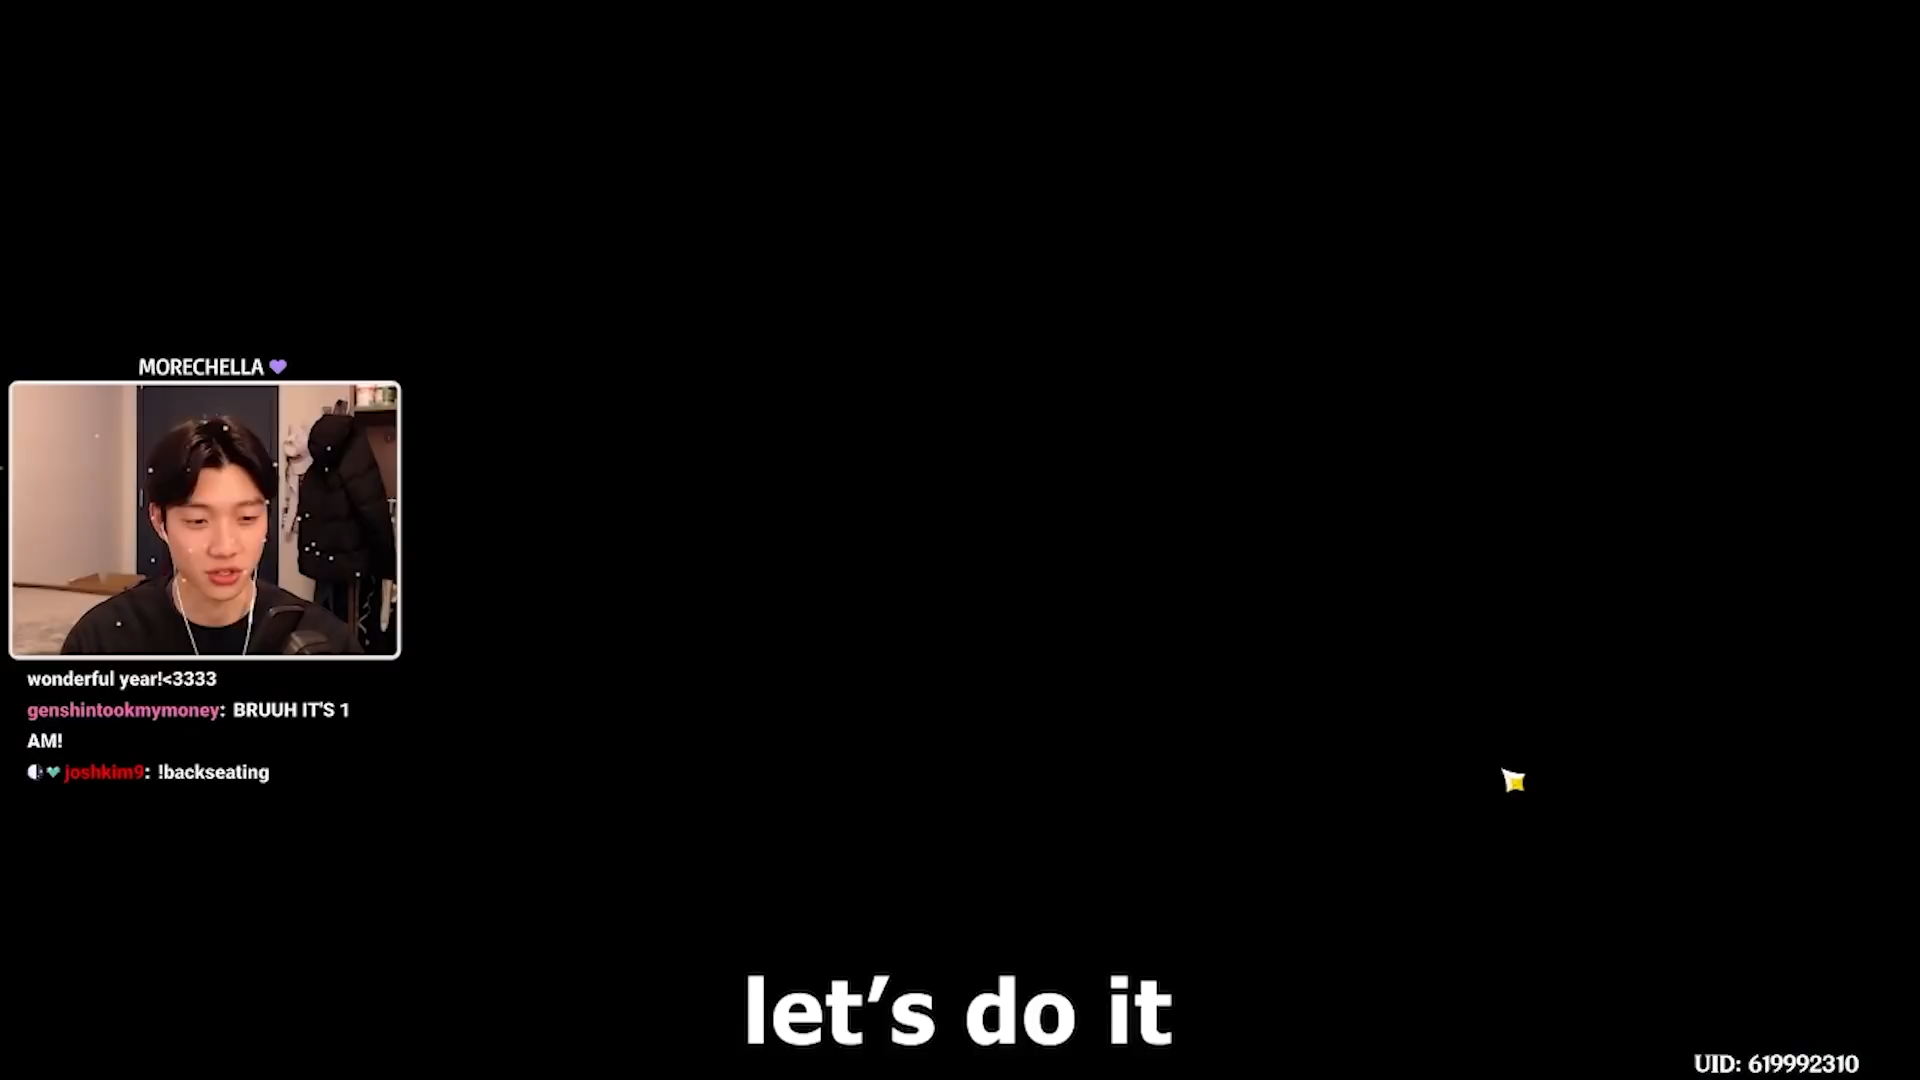 MORECHELLA 💜
wonderful year!<3333
genshintookmymoney: BRUUH IT'S 1
AM!
joshkim9: !backseating
let’s do it
UID: 619992310